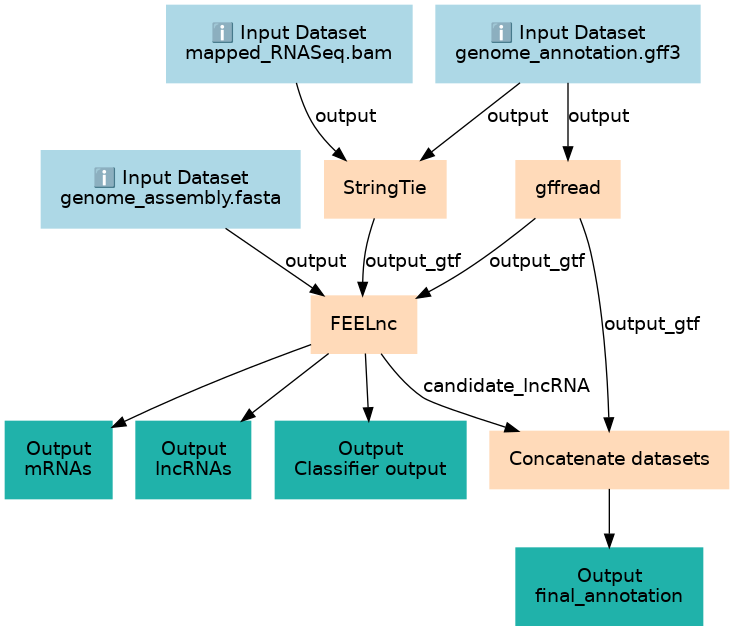 ℹ️ Input Dataset
mapped_RNASeq.bam
ℹ️ Input Dataset
genome_annotation.gff3
output
output
output
ℹ️ Input Dataset
genome_assembly.fasta
StringTie
gffread
output
output_gtf
output_gtf
FEELnc
output_gtf
candidate_lncRNA
Output
mRNAs
Output
lncRNAs
Output
Classifier output
Concatenate datasets
Output
final_annotation